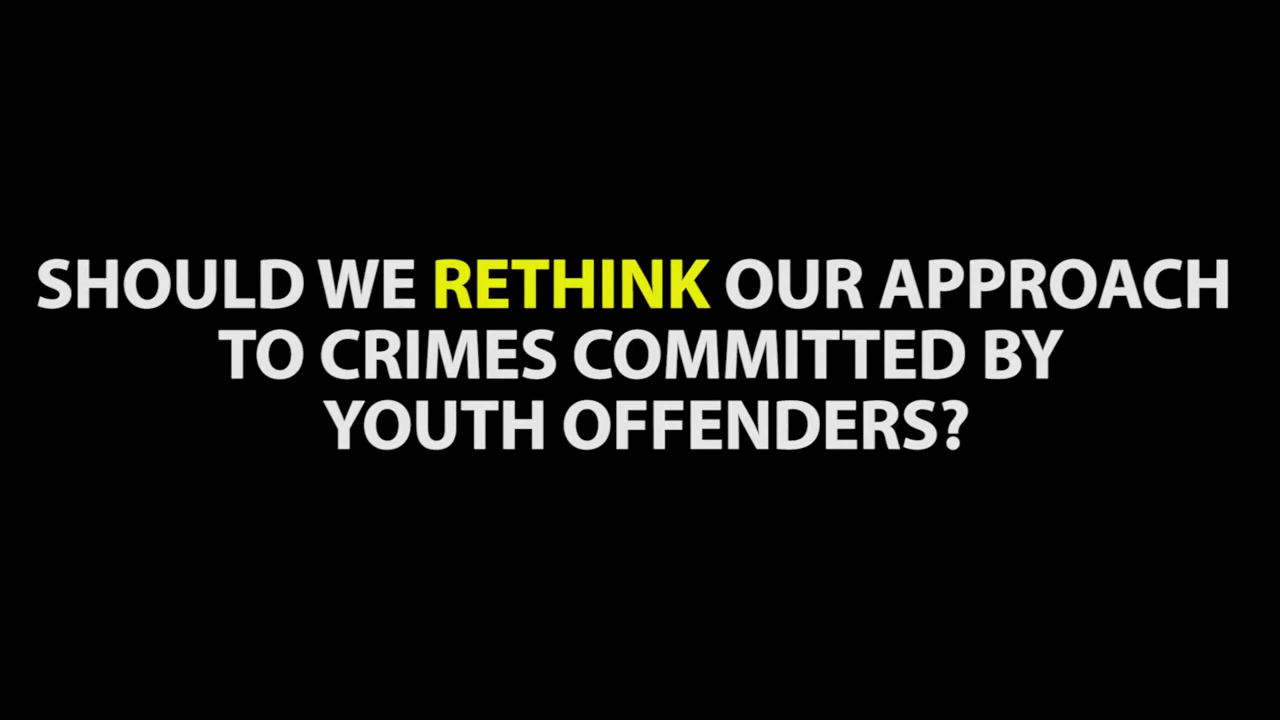 SHOULD WE RETHINK OUR APPROACH
TO CRIMES COMMITTED BY
YOUTH OFFENDERS?